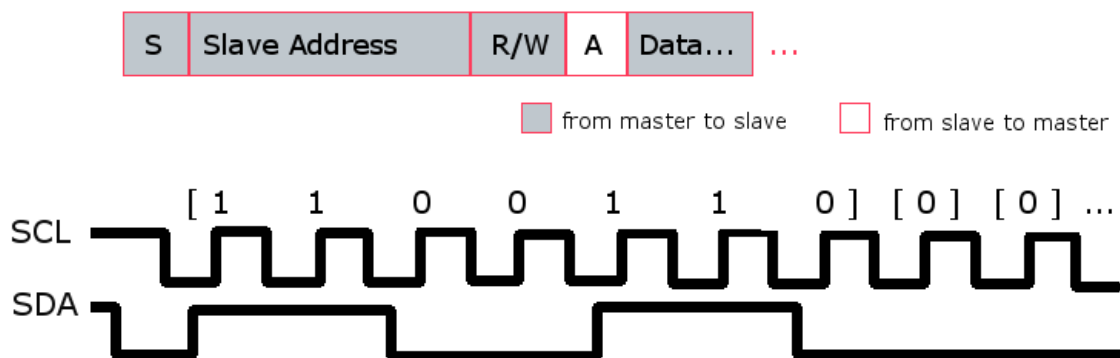 S Slave Address R/W A Data... ...
from master to slave from slave to master
[ 1 1 0 0 1 1 0 ] [ 0 ] [ 0 ] ...
SCL
SDA